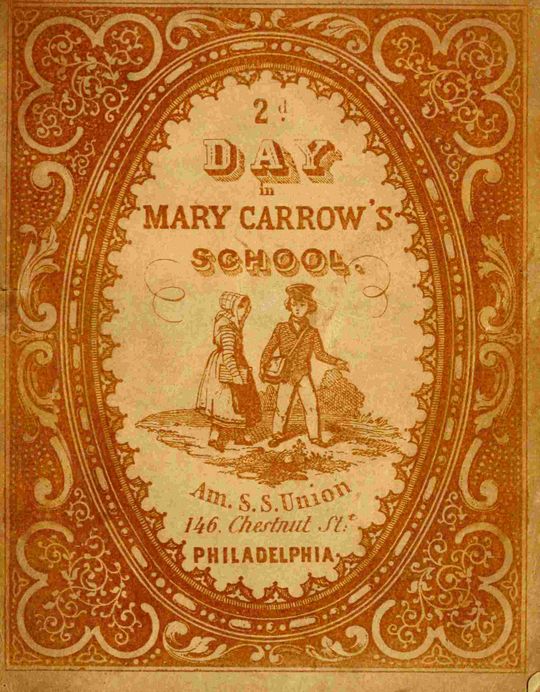 2d
DAY
in
MARY CARROW'S
SCHOOL.
Am. S. S. Union
146. Chestnut St.
PHILADELPHIA.